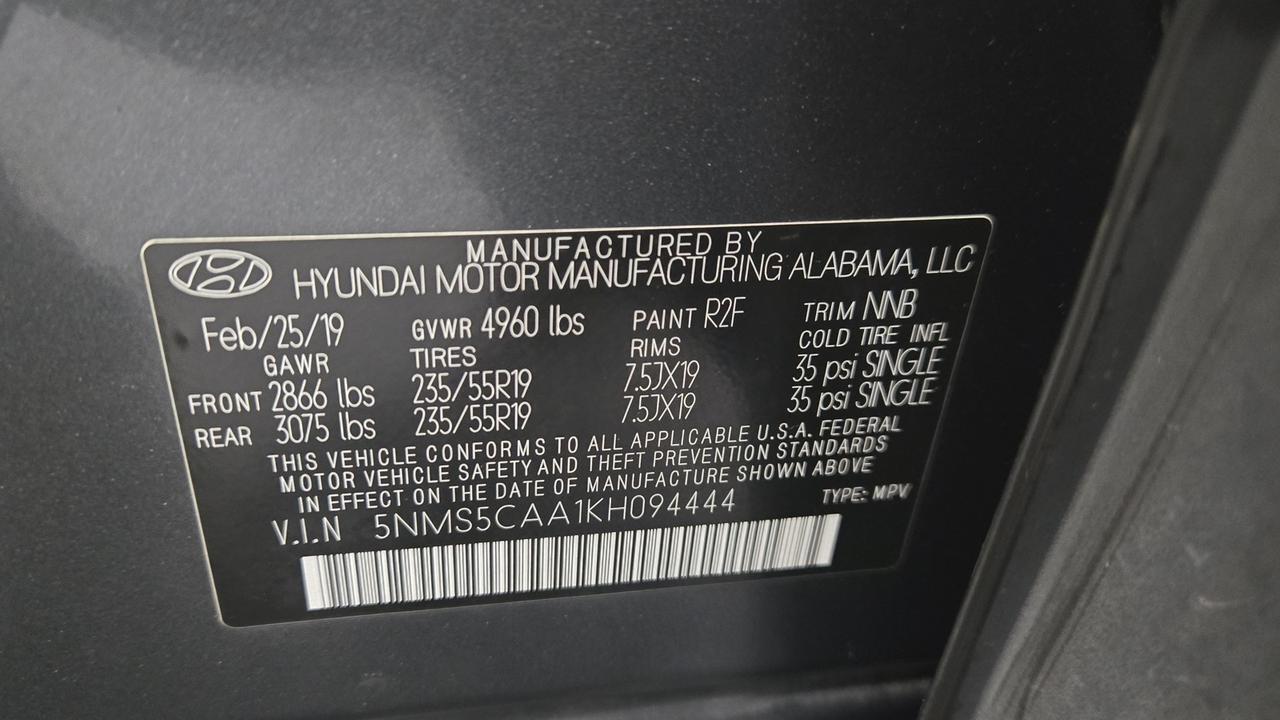 MANUFACTURED BY
HYUNDAI MOTOR MANUFACTURING ALABAMA, LLC
Feb/25/19 GVWR 4960 lbs PAINT R2F TRIM NNB
GAWR TIRES RIMS COLD TIRE INFL
FRONT 2866 lbs 235/55R19 7.5JX19 35 psi SINGLE
REAR 3075 lbs 235/55R19 7.5JX19 35 psi SINGLE
THIS VEHICLE CONFORMS TO ALL APPLICABLE U.S.A. FEDERAL
MOTOR VEHICLE SAFETY AND THEFT PREVENTION STANDARDS
IN EFFECT ON THE DATE OF MANUFACTURE SHOWN ABOVE
V.I.N 5NMS5CAA1KH094444 TYPE: MPV